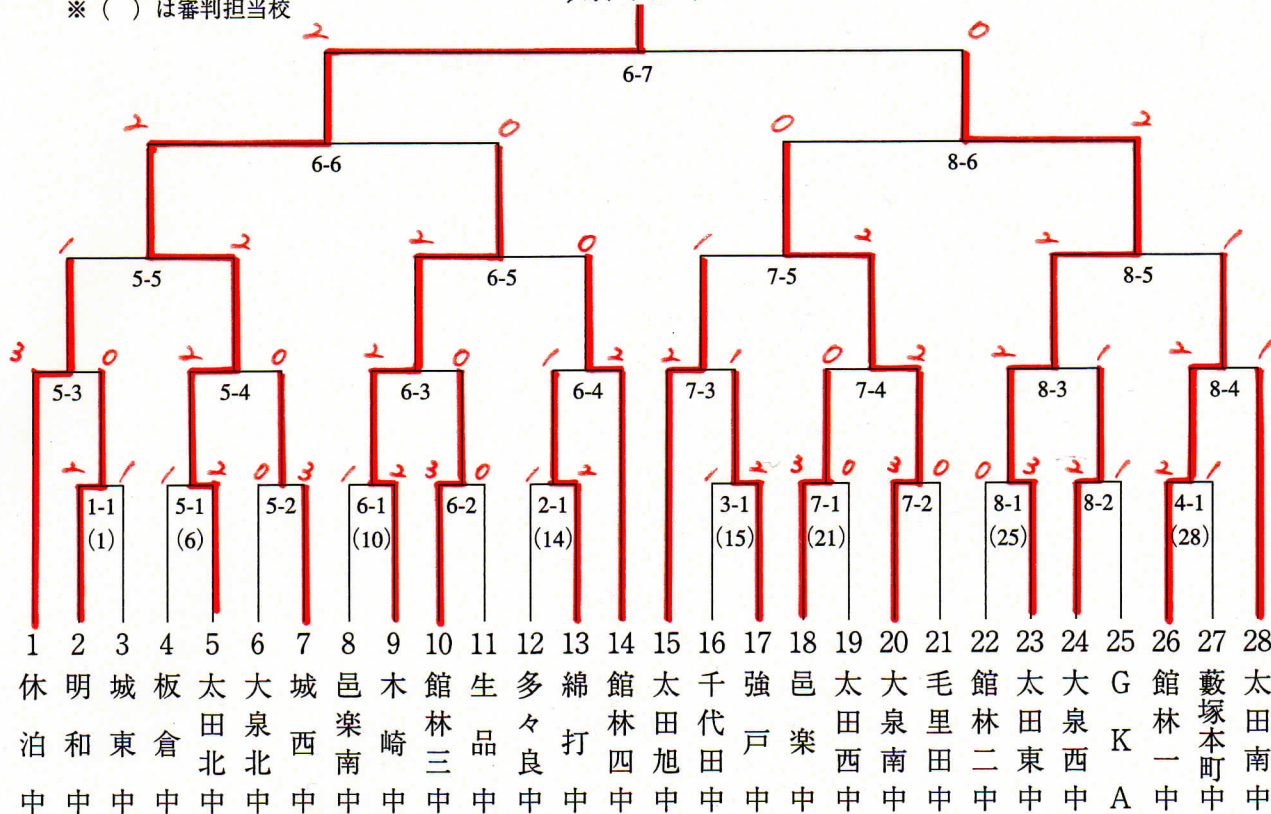 ※（　）は審判担当校
2 0
6-7
2 0 0 2
6-6 8-6
1 2 2 0 1 2 2 1
5-5 6-5 7-5 8-5
3 0 2 0 2 0 1 2 2 1 0 2 2 1 2 1
5-3 5-4 6-3 6-4 7-3 7-4 8-3 8-4
2 1 1 2 0 3 1 2 3 0 1 2 1 2 3 0 3 0 0 3 2 1 2 1
1-1 5-1 5-2 6-1 6-2 2-1 3-1 7-1 7-2 8-1 8-2 4-1
(1) (6) (10) (14) (15) (21) (25) (28)
1 2 3 4 5 6 7 8 9 10 11 12 13 14 15 16 17 18 19 20 21 22 23 24 25 26 27 28
休泊中
明和中
城東中
板倉中
太田北中
大泉北中
城西中
邑楽南中
木崎中
館林三中
生品中
多々良中
綿打中
館林四中
太田旭中
千代田中
強戸中
邑楽中
太田西中
大泉南中
毛里田中
館林二中
太田東中
大泉西中
GKA
館林一中
藪塚本町中
太田南中